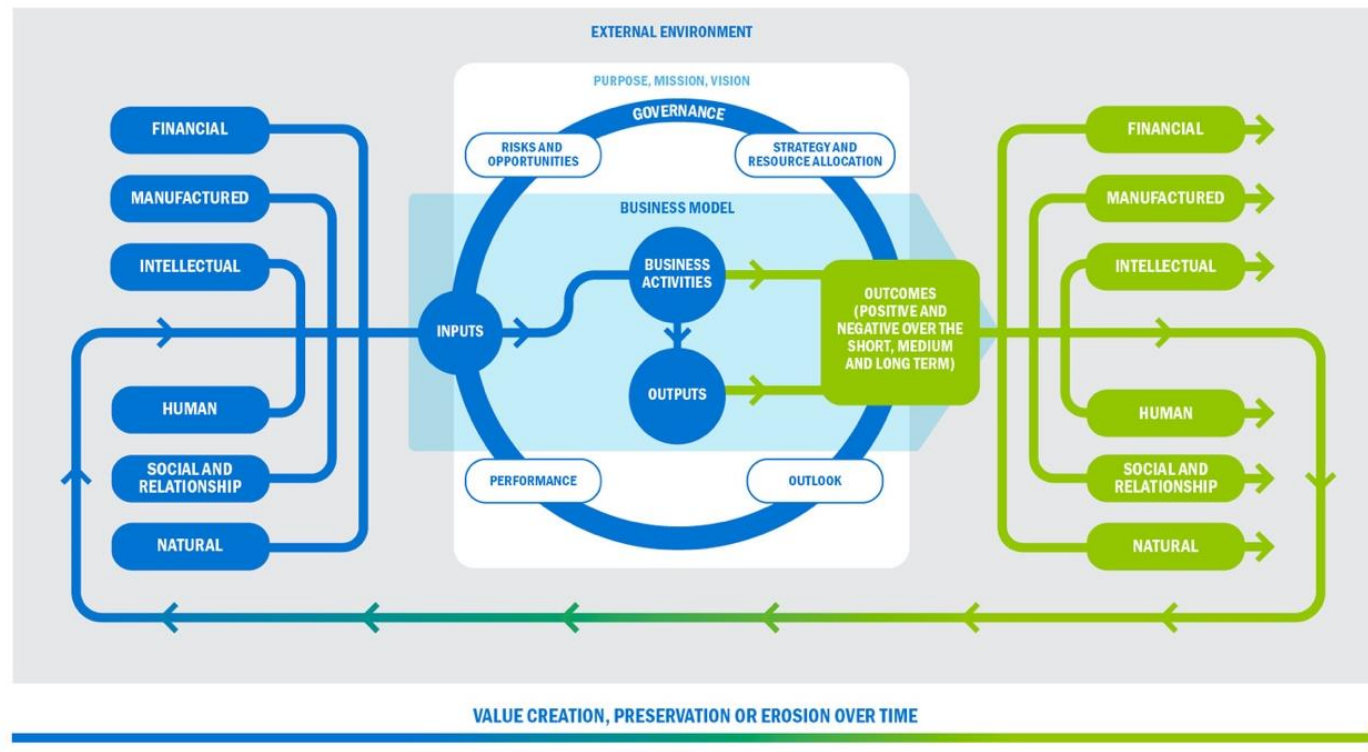 EXTERNAL ENVIRONMENT
PURPOSE, MISSION, VISION
GOVERNANCE
RISKS AND
OPPORTUNITIES
STRATEGY AND
RESOURCE ALLOCATION
FINANCIAL
MANUFACTURED
INTELLECTUAL
HUMAN
SOCIAL AND
RELATIONSHIP
NATURAL
BUSINESS MODEL
INPUTS
BUSINESS
ACTIVITIES
OUTPUTS
OUTCOMES
(POSITIVE AND
NEGATIVE OVER THE
SHORT, MEDIUM
AND LONG TERM)
PERFORMANCE
OUTLOOK
FINANCIAL
MANUFACTURED
INTELLECTUAL
HUMAN
SOCIAL AND
RELATIONSHIP
NATURAL
VALUE CREATION, PRESERVATION OR EROSION OVER TIME